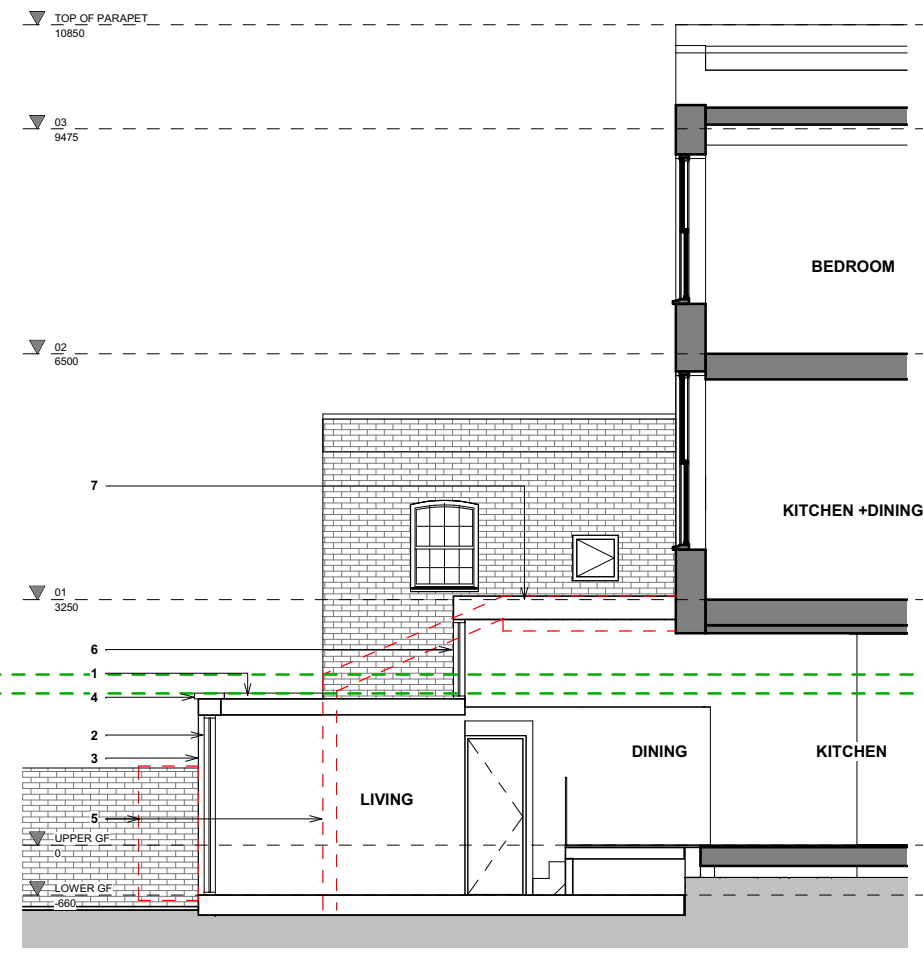 TOP OF PARAPET
10850
03
9475
BEDROOM
02
6500
7
KITCHEN +DINING
01
3250
6
1
4
2
3
DINING
KITCHEN
LIVING
5
UPPER GF
0
LOWER GF
-660